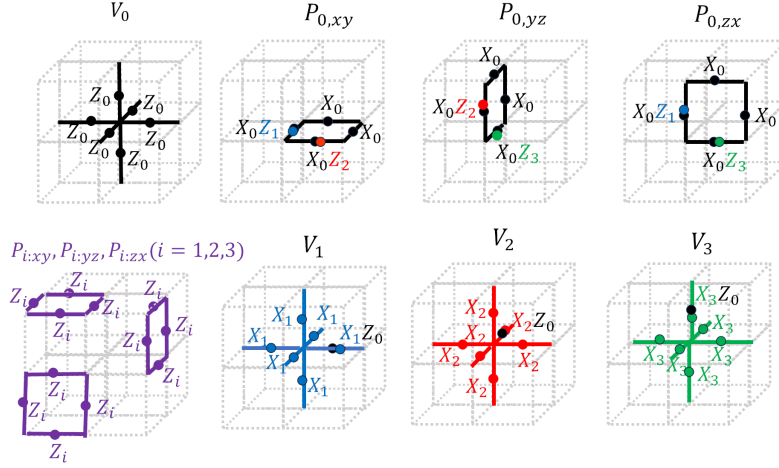 V₀
P₀,xy
P₀,yz
P₀,zx
Z₀
Z₀
Z₀
Z₀
Z₀
Z₀
X₀
X₀Z₁
X₀
X₀Z₂
X₀
X₀
Z₂
X₀Z₃
X₀
X₀Z₁
X₀
X₀Z₃
Pᵢ:xy, Pᵢ:yz, Pᵢ:zx(i = 1,2,3)
V₁
V₂
V₃
Zᵢ
Zᵢ
Zᵢ
Zᵢ
Zᵢ
Zᵢ
Zᵢ
Zᵢ
Zᵢ
Zᵢ
Zᵢ
Zᵢ
X₁
X₁
X₁
X₁Z₀
X₁
X₁
X₂
X₂
X₂
Z₀
X₂
X₂
X₂
X₃
Z₀
X₃
X₃
X₃
X₃
X₃